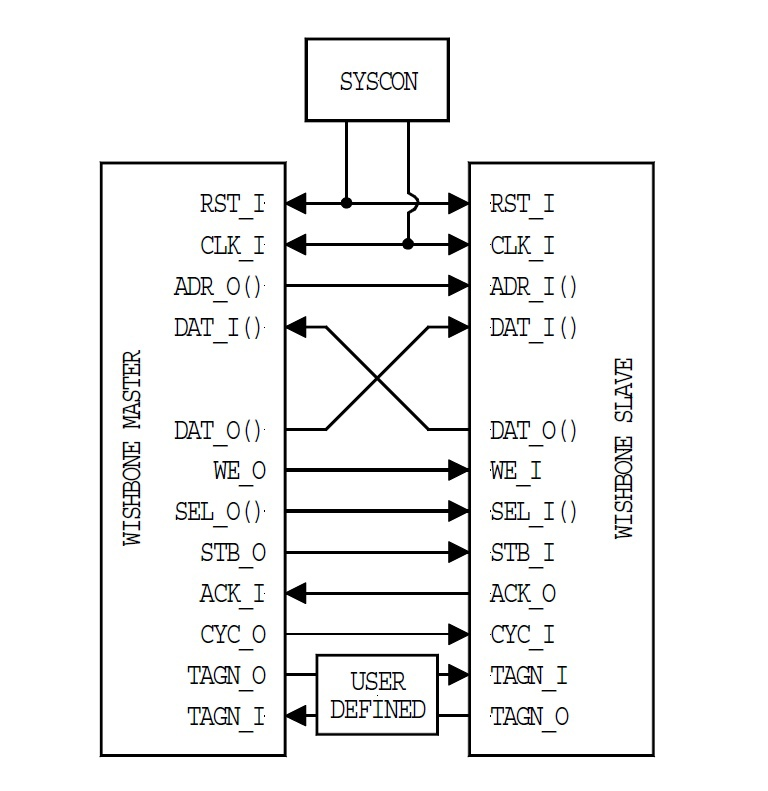 SYSCON
WISHBONE MASTER
RST_I
CLK_I
ADR_O()
DAT_I()
DAT_O()
WE_O
SEL_O()
STB_O
ACK_I
CYC_O
TAGN_O
TAGN_I
USER
DEFINED
RST_I
CLK_I
ADR_I()
DAT_I()
DAT_O()
WE_I
SEL_I()
STB_I
ACK_O
CYC_I
TAGN_I
TAGN_O
WISHBONE SLAVE